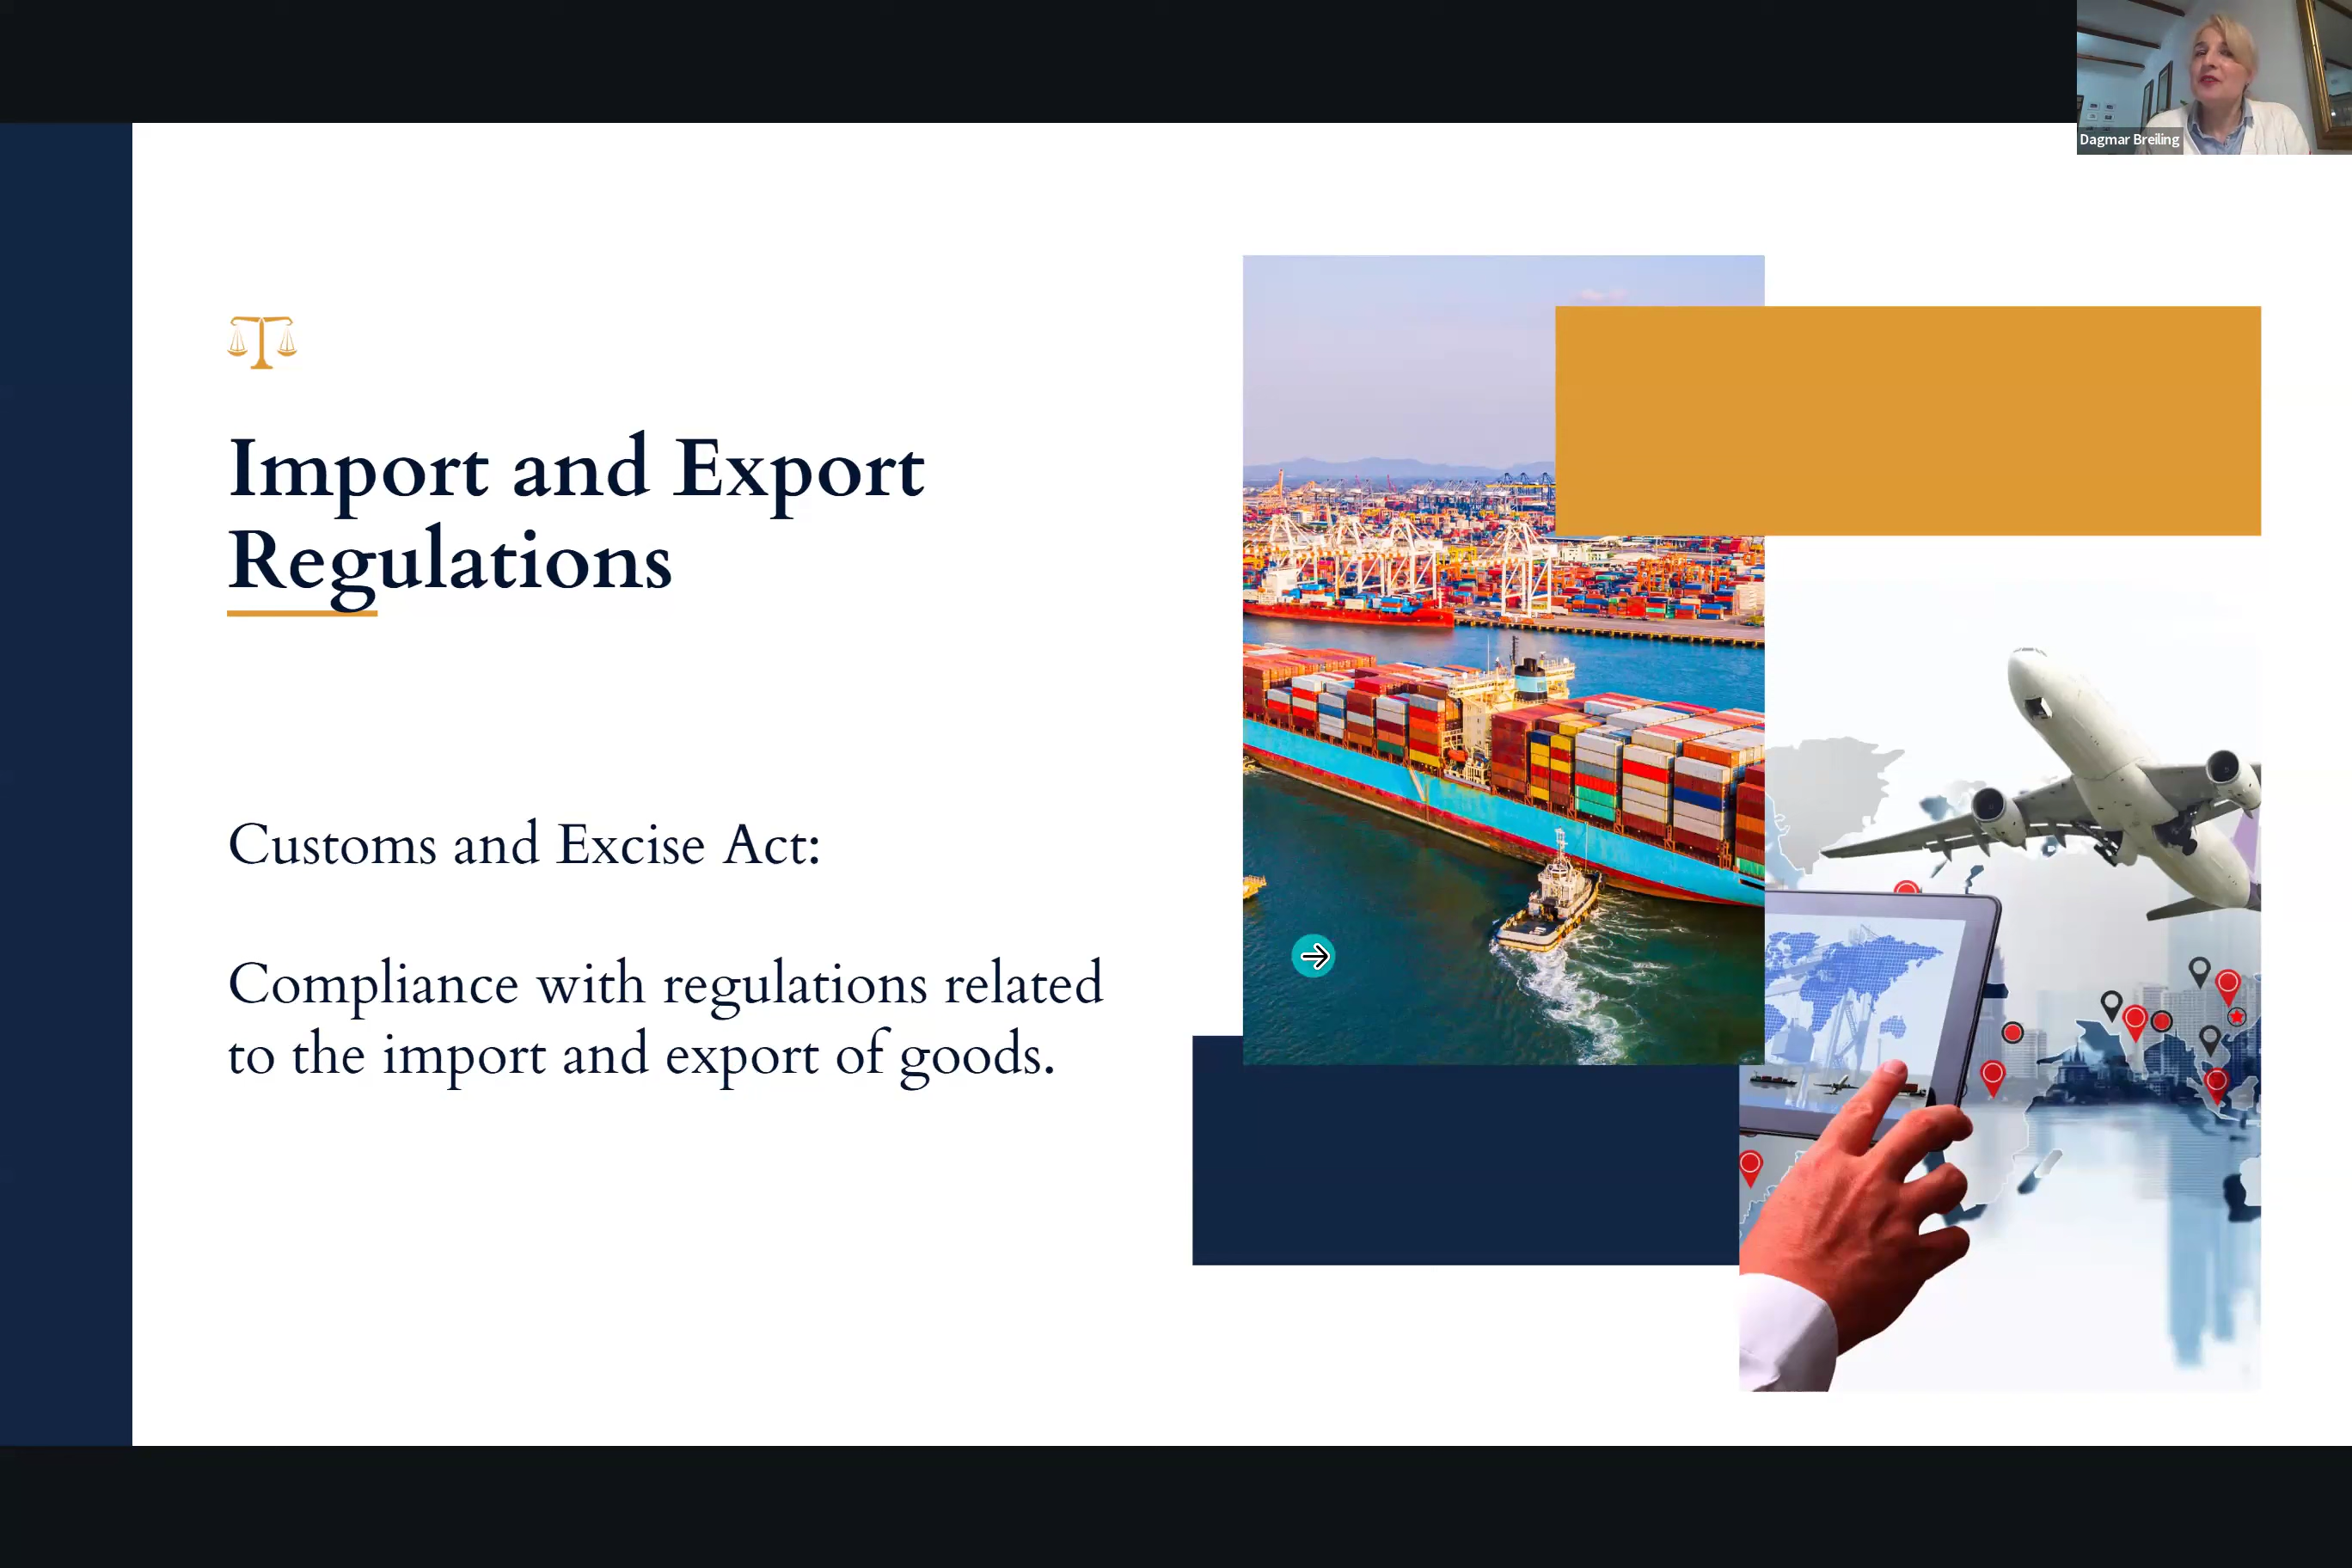 Dagmar Breiling
Import and Export
Regulations
Customs and Excise Act:
Compliance with regulations related
to the import and export of goods.